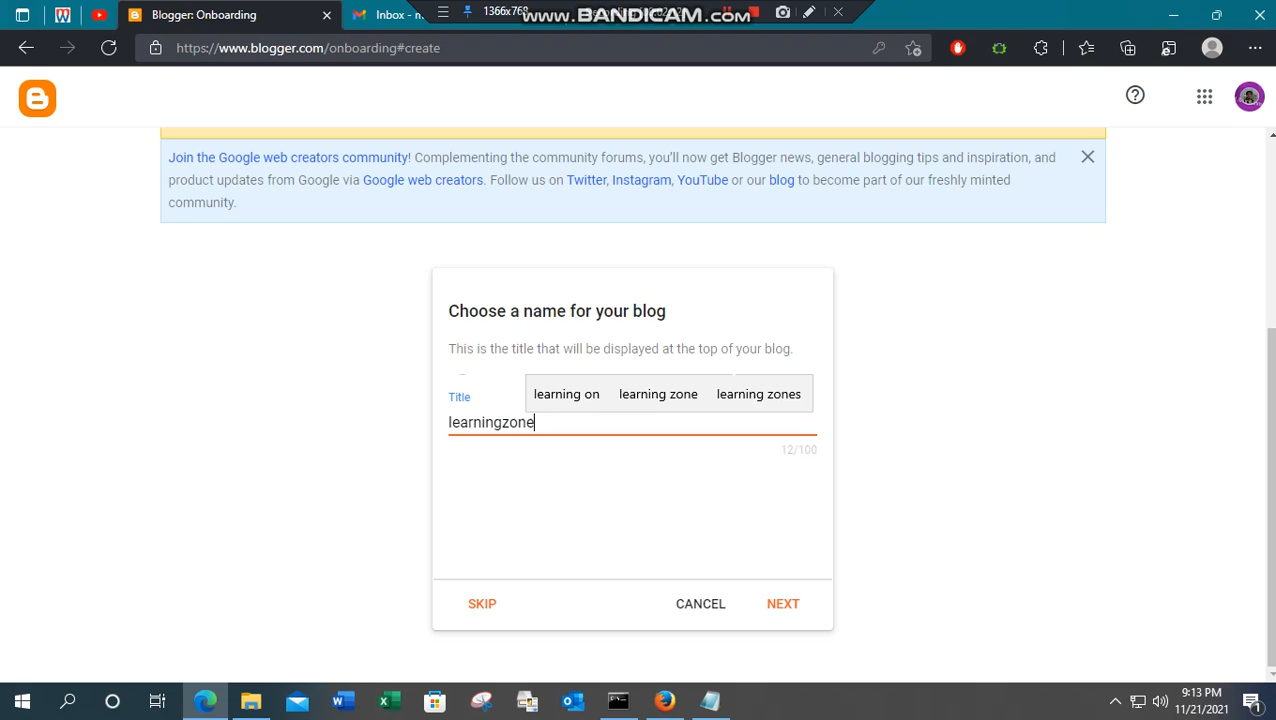 Blogger: Onboarding
Inbox - n
1366x768
www.BANDICAM.com
https://www.blogger.com/onboarding#create
Join the Google web creators community! Complementing the community forums, you'll now get Blogger news, general blogging tips and inspiration, and
product updates from Google via Google web creators. Follow us on Twitter, Instagram, YouTube or our blog to become part of our freshly minted
community.
Choose a name for your blog
This is the title that will be displayed at the top of your blog.
learning on learning zone learning zones
Title
learningzone
12/100
SKIP CANCEL NEXT
9:13 PM
11/21/2021